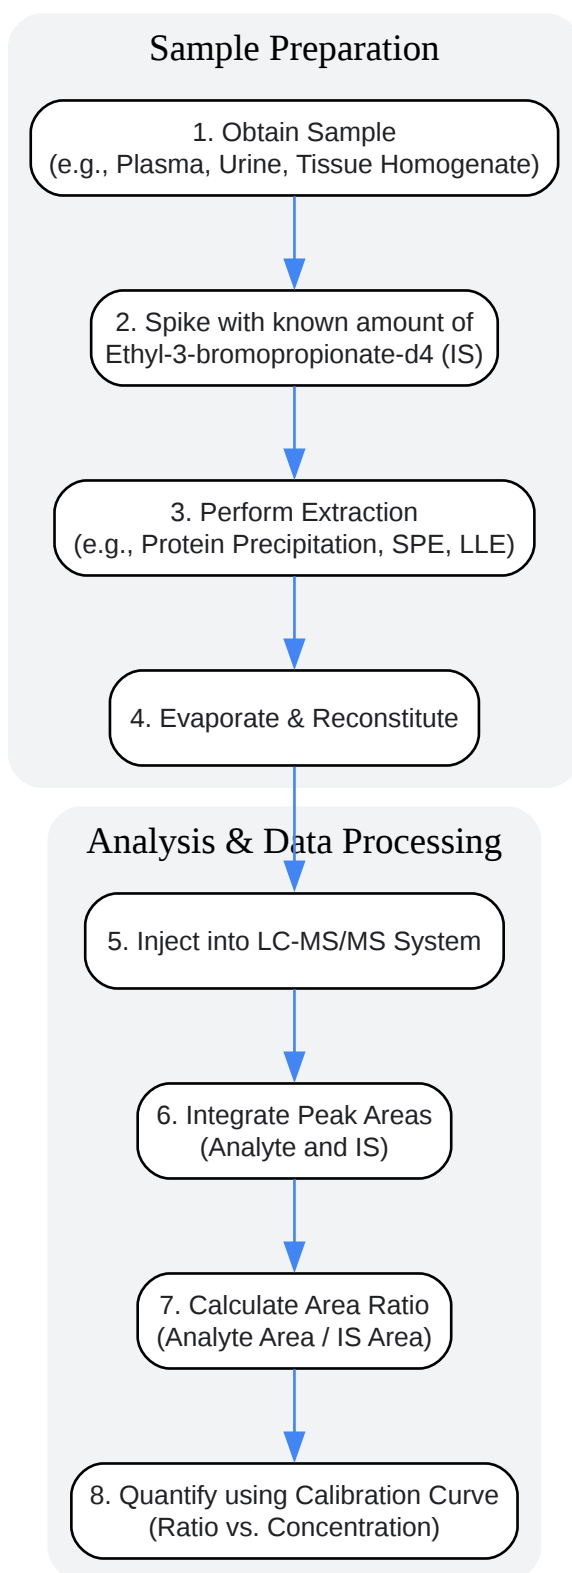 Sample Preparation
1. Obtain Sample
(e.g., Plasma, Urine, Tissue Homogenate)
2. Spike with known amount of
Ethyl-3-bromopropionate-d4 (IS)
3. Perform Extraction
(e.g., Protein Precipitation, SPE, LLE)
4. Evaporate & Reconstitute
Analysis & Data Processing
5. Inject into LC-MS/MS System
6. Integrate Peak Areas
(Analyte and IS)
7. Calculate Area Ratio
(Analyte Area / IS Area)
8. Quantify using Calibration Curve
(Ratio vs. Concentration)